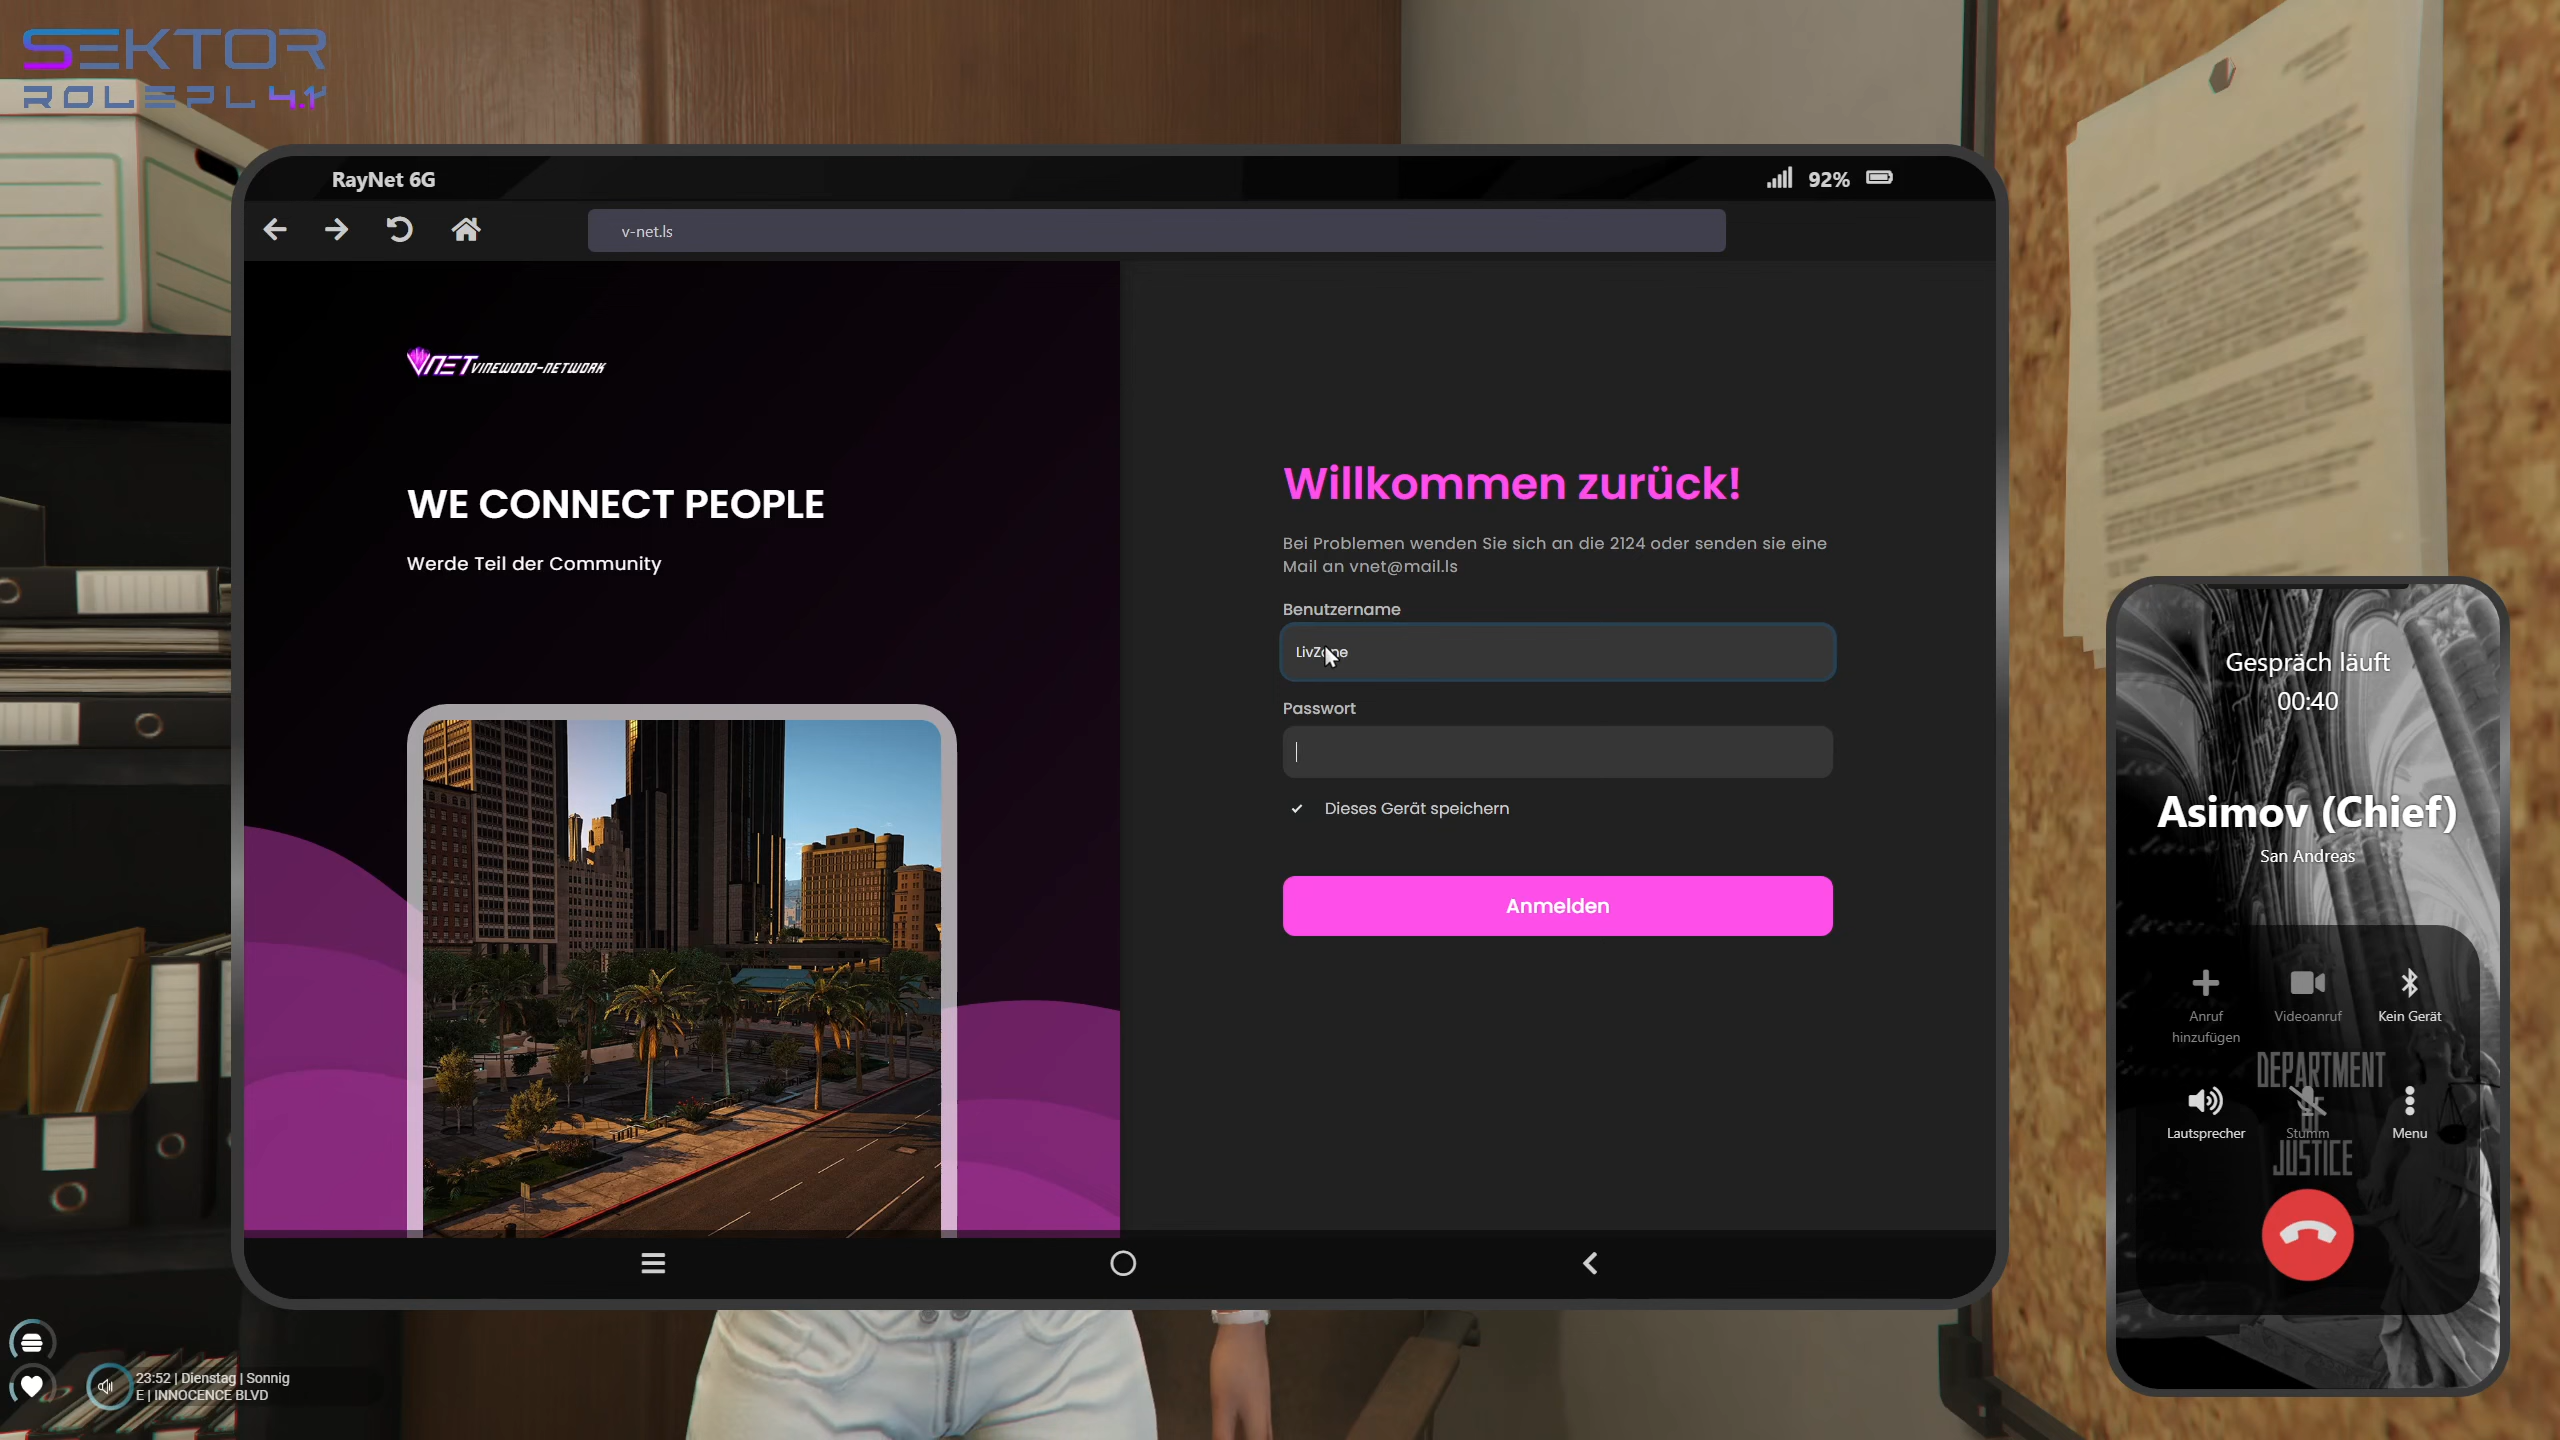 SEKTOR
ROLEPL 4.1
RayNet 6G
92%
v-net.ls
VNET VINEWOOD-NETWORK
WE CONNECT PEOPLE
Werde Teil der Community
Willkommen zurück!
Bei Problemen wenden Sie sich an die 2124 oder senden sie eine
Mail an vnet@mail.ls
Benutzername
LivZone
Passwort
Dieses Gerät speichern
Anmelden
Gespräch läuft
00:40
Asimov (Chief)
San Andreas
Anruf
hinzufügen
Videoanruf
Kein Gerät
DEPARTMENT
JUSTICE
Lautsprecher
Stumm
Menu
23:52 | Dienstag | Sonnig
E | INNOCENCE BLVD